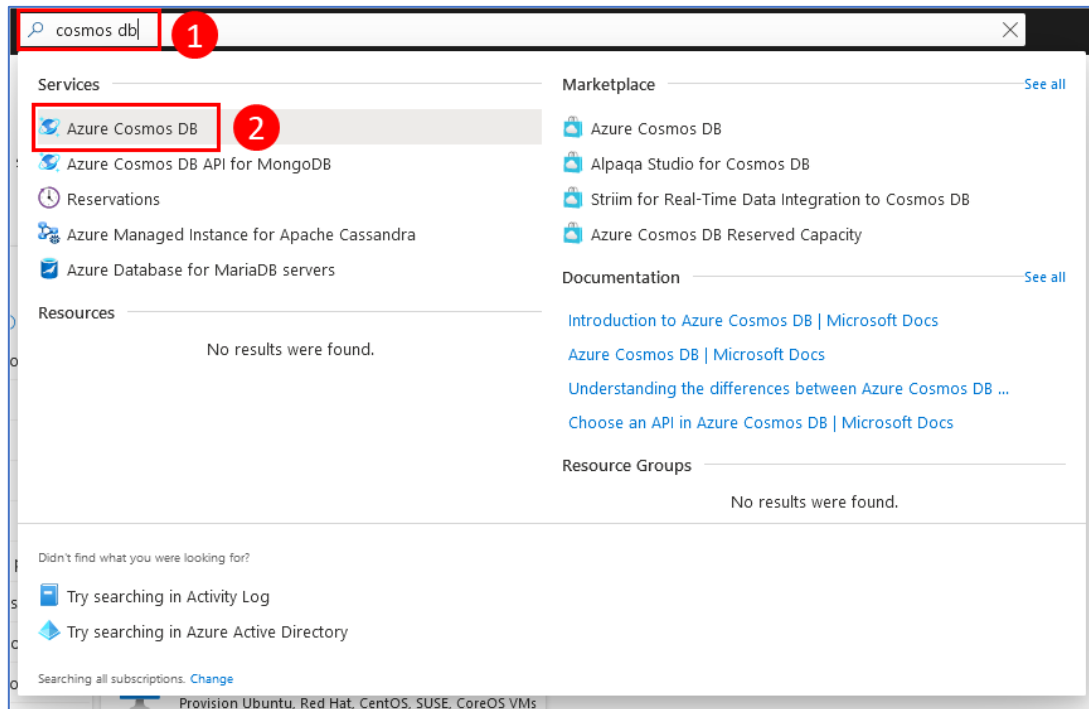 cosmos db
1
Services
Azure Cosmos DB
2
Azure Cosmos DB API for MongoDB
Reservations
Azure Managed Instance for Apache Cassandra
Azure Database for MariaDB servers
Resources
No results were found.
Marketplace
See all
Azure Cosmos DB
Alpaqa Studio for Cosmos DB
Striim for Real-Time Data Integration to Cosmos DB
Azure Cosmos DB Reserved Capacity
Documentation
See all
Introduction to Azure Cosmos DB | Microsoft Docs
Azure Cosmos DB | Microsoft Docs
Understanding the differences between Azure Cosmos DB ...
Choose an API in Azure Cosmos DB | Microsoft Docs
Resource Groups
No results were found.
Didn't find what you were looking for?
Try searching in Activity Log
Try searching in Azure Active Directory
Searching all subscriptions. Change
Provision Ubuntu, Red Hat, CentOS, SUSE, CoreOS VMs